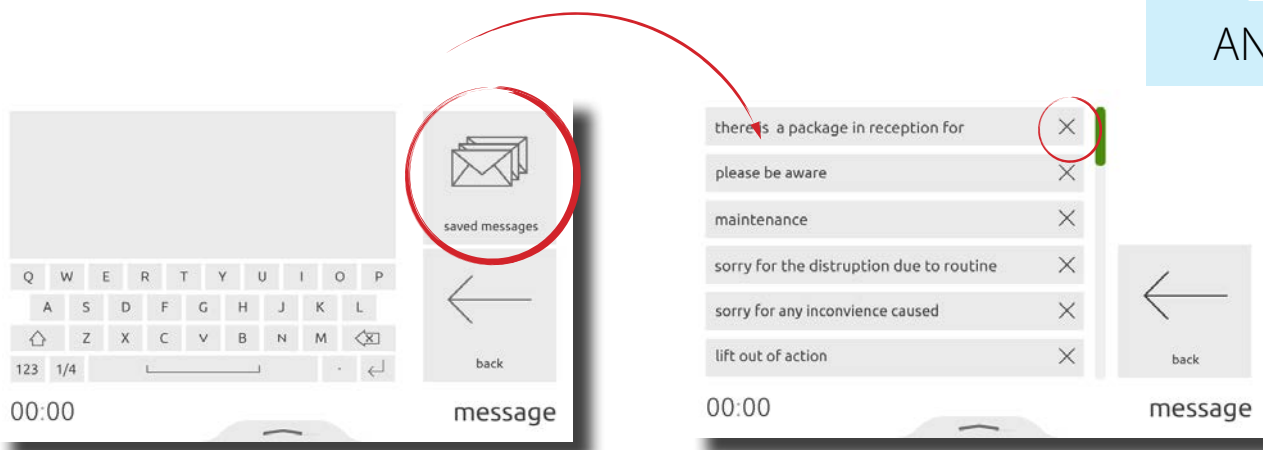 AN
saved messages
Q W E R T Y U I O P
A S D F G H J K L
Z X C V B N M
123 1/4 .
back
00:00 message
there is a package in reception for
please be aware
maintenance
sorry for the distruption due to routine
sorry for any inconvience caused
lift out of action
back
00:00 message